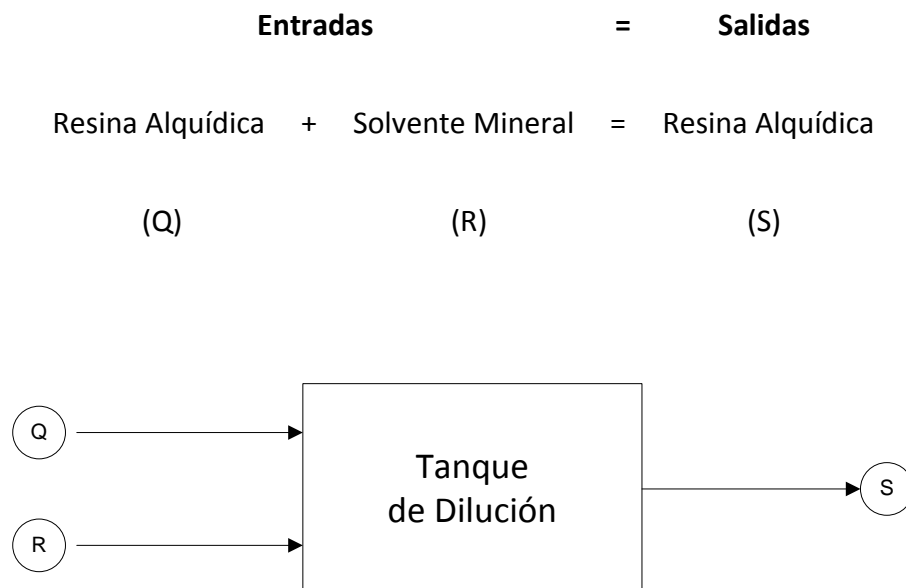 Entradas = Salidas
Resina Alquídica + Solvente Mineral = Resina Alquídica
(Q) (R) (S)
Q
Tanque
de Dilución
S
R